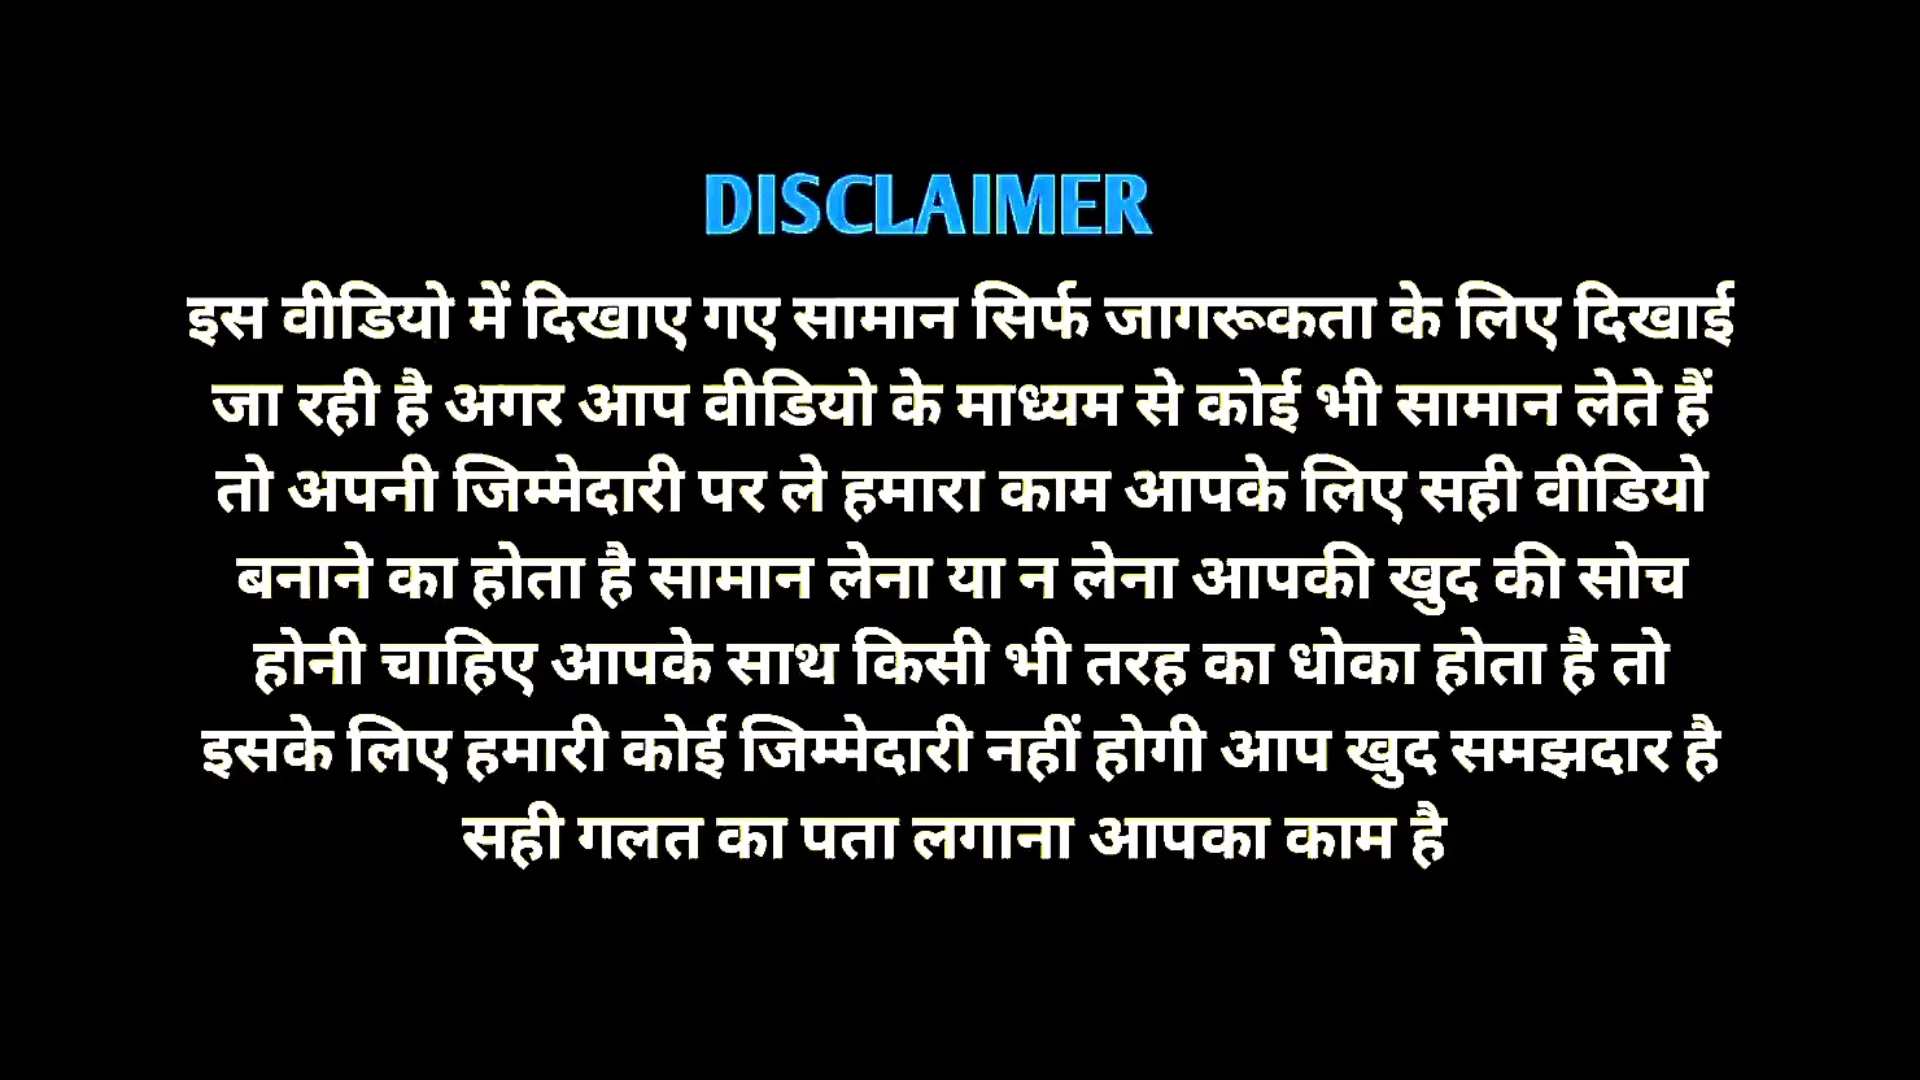 DISCLAIMER
इस वीडियो में दिखाए गए सामान सिर्फ जागरूकता के लिए दिखाई
जा रही है अगर आप वीडियो के माध्यम से कोई भी सामान लेते हैं
तो अपनी जिम्मेदारी पर ले हमारा काम आपके लिए सही वीडियो
बनाने का होता है सामान लेना या न लेना आपकी खुद की सोच
होनी चाहिए आपके साथ किसी भी तरह का धोका होता है तो
इसके लिए हमारी कोई जिम्मेदारी नहीं होगी आप खुद समझदार है
सही गलत का पता लगाना आपका काम है